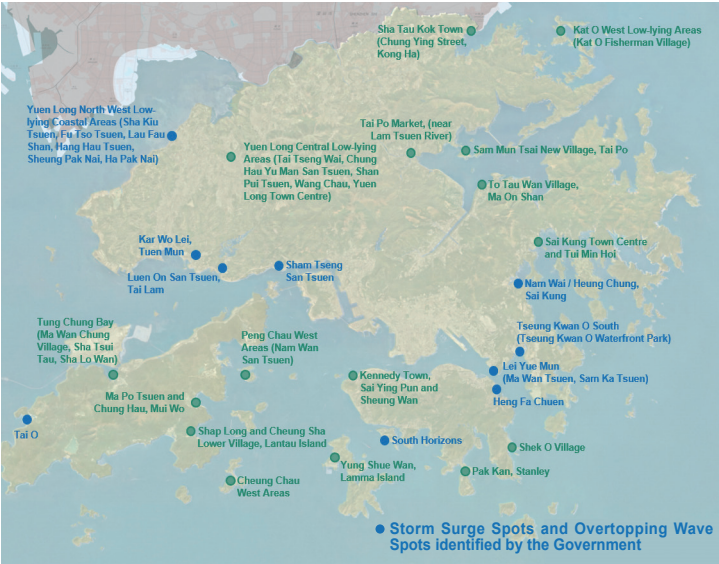 Sha Tau Kok Town
(Chung Ying Street,
Kong Ha)
Kat O West Low-lying Areas
(Kat O Fisherman Village)
Yuen Long North West Low-
lying Coastal Areas (Sha Kiu
Tsuen, Fu Tso Tsuen, Lau Fau
Shan, Hang Hau Tsuen,
Sheung Pak Nai, Ha Pak Nai)
Yuen Long Central Low-lying
Areas (Tai Tseng Wai, Chung
Hau Yu Man San Tsuen, Shan
Pui Tsuen, Wang Chau, Yuen
Long Town Centre)
Tai Po Market, (near
Lam Tsuen River)
Sam Mun Tsai New Village, Tai Po
To Tau Wan Village,
Ma On Shan
Kar Wo Lei,
Tuen Mun
Luen On San Tsuen,
Tai Lam
Sham Tseng
San Tsuen
Sai Kung Town Centre
and Tui Min Hoi
Nam Wai / Heung Chung,
Sai Kung
Tung Chung Bay
(Ma Wan Chung
Village, Sha Tsui
Tau, Sha Lo Wan)
Peng Chau West
Areas (Nam Wan
San Tsuen)
Tseung Kwan O South
(Tseung Kwan O Waterfront Park)
Lei Yue Mun
(Ma Wan Tsuen, Sam Ka Tsuen)
Heng Fa Chuen
Kennedy Town,
Sai Ying Pun and
Sheung Wan
Ma Po Tsuen and
Chung Hau, Mui Wo
Tai O
Shap Long and Cheung Sha
Lower Village, Lantau Island
South Horizons
Shek O Village
Yung Shue Wan,
Lamma Island
Pak Kan, Stanley
Cheung Chau
West Areas
Storm Surge Spots and Overtopping Wave
Spots identified by the Government